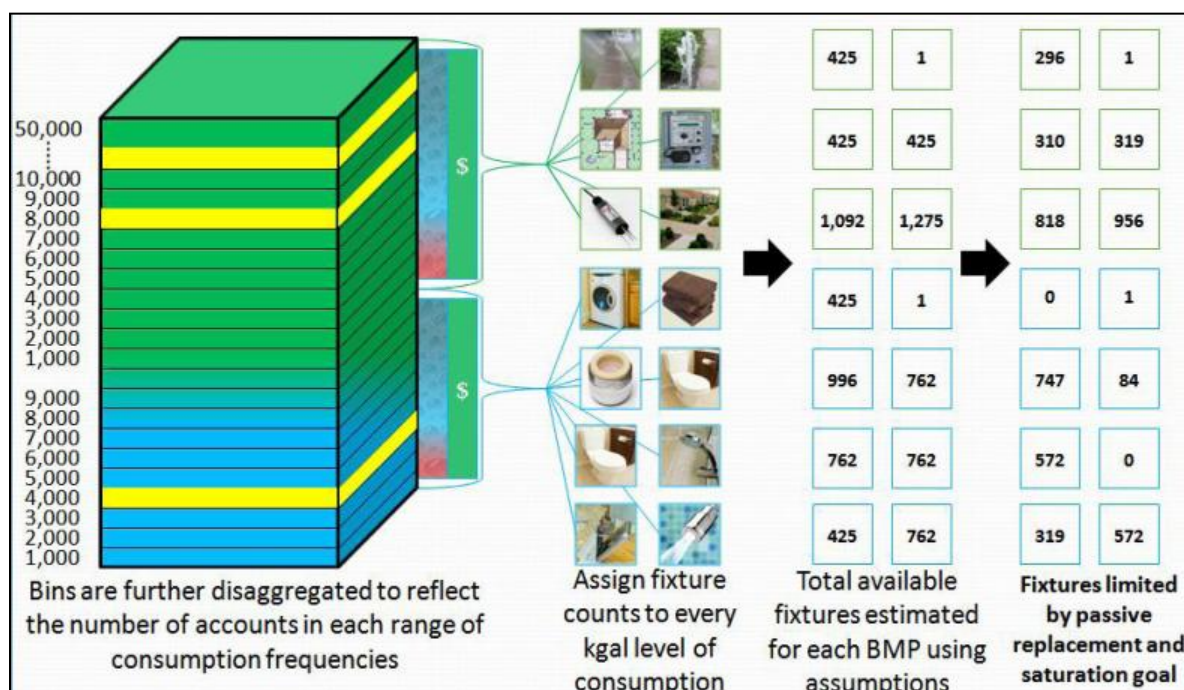 50,000
10,000
9,000
8,000
7,000
6,000
5,000
4,000
3,000
2,000
1,000
9,000
8,000
7,000
6,000
5,000
4,000
3,000
2,000
1,000
$
$
425 1
425 425
1,092 1,275
425 1
996 762
762 762
425 762
296 1
310 319
818 956
0 1
747 84
572 0
319 572
Bins are further disaggregated to reflect
the number of accounts in each range of
consumption frequencies
Assign fixture
counts to every
kgal level of
consumption
Total available
fixtures estimated
for each BMP using
assumptions
Fixtures limited
by passive
replacement and
saturation goal